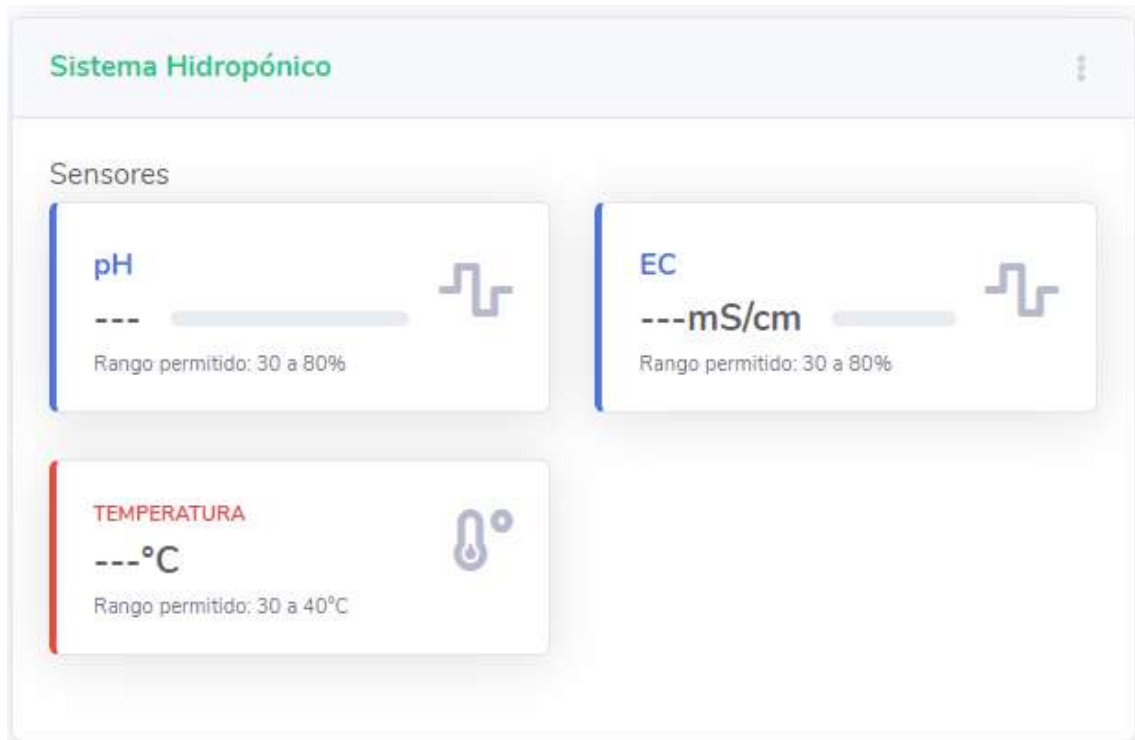 Sistema Hidropónico
Sensores
pH
---
Rango permitido: 30 a 80%
EC
---mS/cm
Rango permitido: 30 a 80%
TEMPERATURA
---°C
Rango permitido: 30 a 40°C